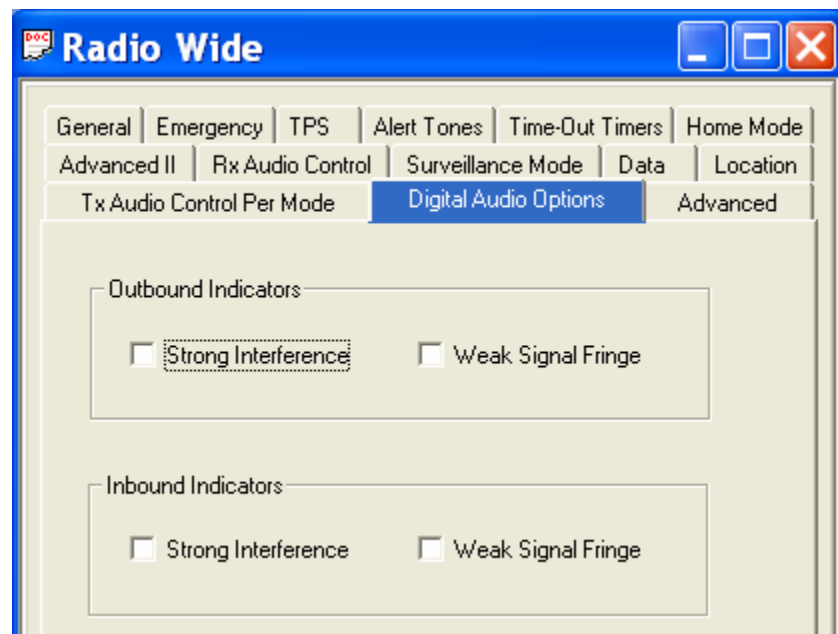 DOC Radio Wide
General Emergency TPS Alert Tones Time-Out Timers Home Mode
Advanced II Rx Audio Control Surveillance Mode Data Location
Tx Audio Control Per Mode Digital Audio Options Advanced
Outbound Indicators
Strong Interference Weak Signal Fringe
Inbound Indicators
Strong Interference Weak Signal Fringe